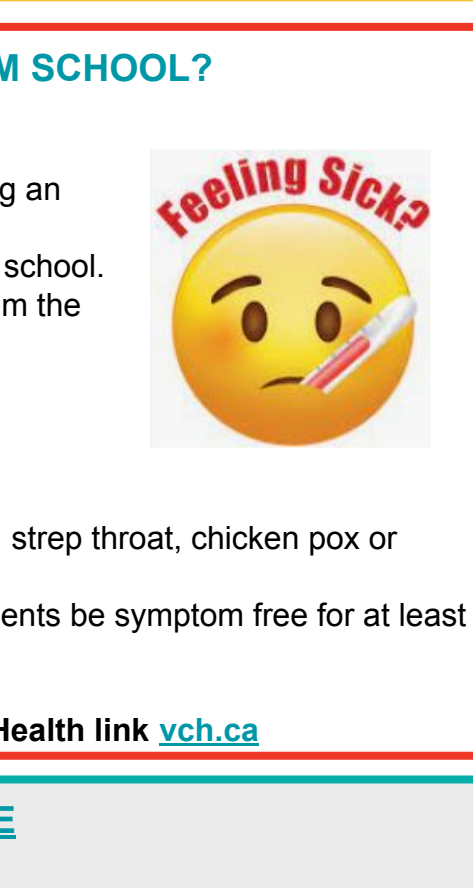 M SCHOOL?
g an
Feeling Sick?
school.
m the
strep throat, chicken pox or
ents be symptom free for at least
Health link vch.ca
E